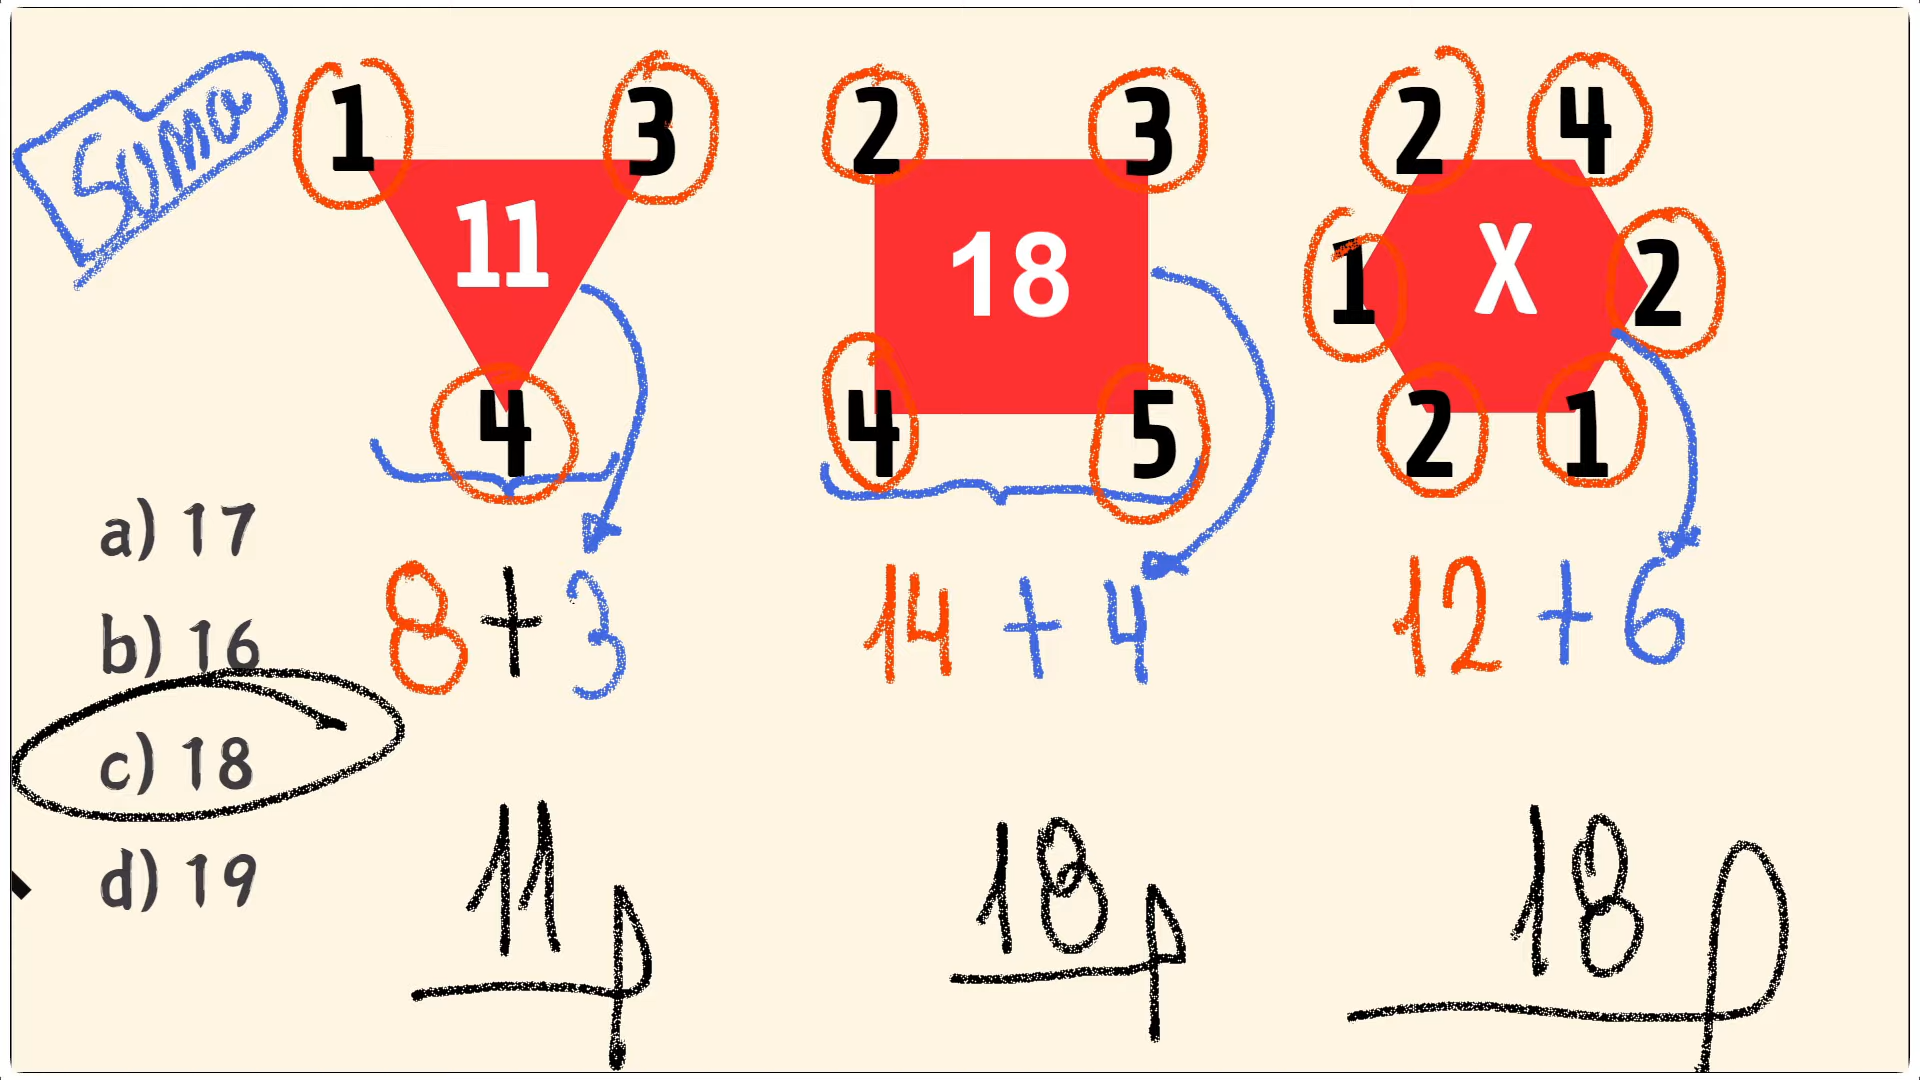 Suma
1 3 2 3 2 4
11 18 1 X 2
4 4 5 2 1
a) 17
b) 16
c) 18
d) 19
8 + 3 14 + 4 12 + 6
11 18 18